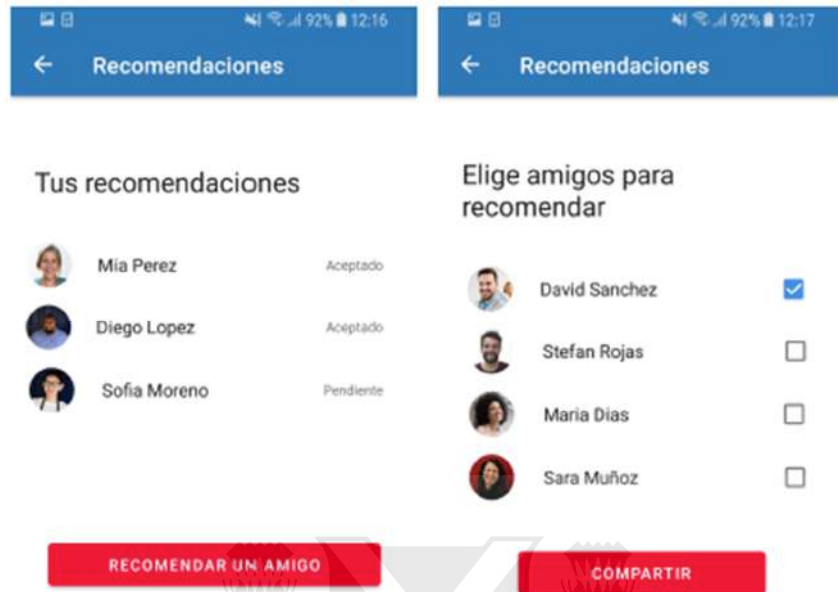 92% 12:16
Recomendaciones
Tus recomendaciones
Mia Perez
Aceptado
Diego Lopez
Aceptado
Sofia Moreno
Pendiente
RECOMENDAR UN AMIGO
92% 12:17
Recomendaciones
Elige amigos para
recomendar
David Sanchez
Stefan Rojas
Maria Dias
Sara Muñoz
COMPARTIR